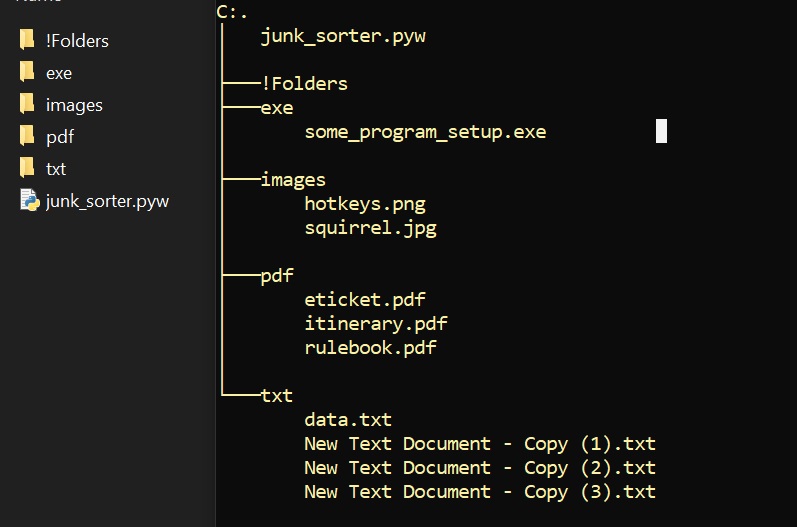 !Folders
exe
images
pdf
txt
junk_sorter.pyw
C:.
junk_sorter.pyw
!Folders
exe
some_program_setup.exe
images
hotkeys.png
squirrel.jpg
pdf
eticket.pdf
itinerary.pdf
rulebook.pdf
txt
data.txt
New Text Document - Copy (1).txt
New Text Document - Copy (2).txt
New Text Document - Copy (3).txt